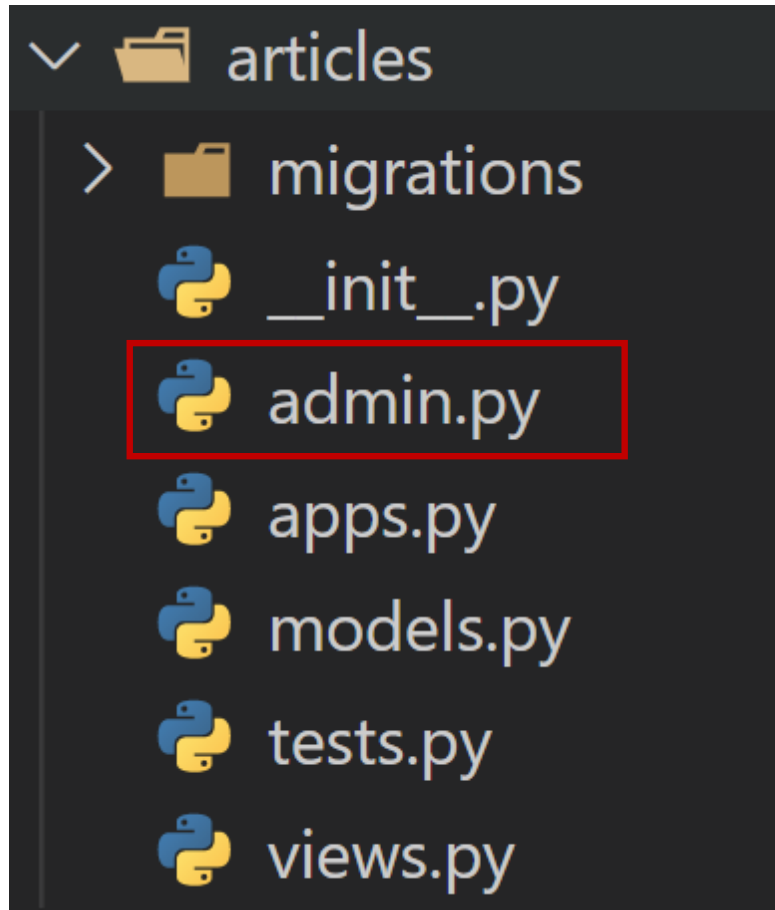 articles
migrations
__init__.py
admin.py
apps.py
models.py
tests.py
views.py